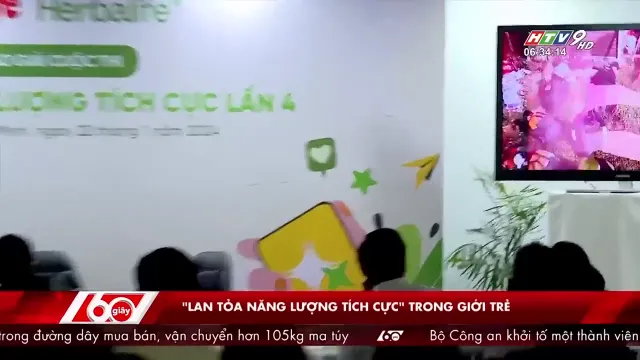 Herbalife
HTV9 HD
06:34:14
LƯỢNG TÍCH CỰC LẦN 4
60 giây
"LAN TỎA NĂNG LƯỢNG TÍCH CỰC" TRONG GIỚI TRẺ
trong đường dây mua bán, vận chuyển hơn 105kg ma túy
60
Bộ Công an khởi tố một thành viên